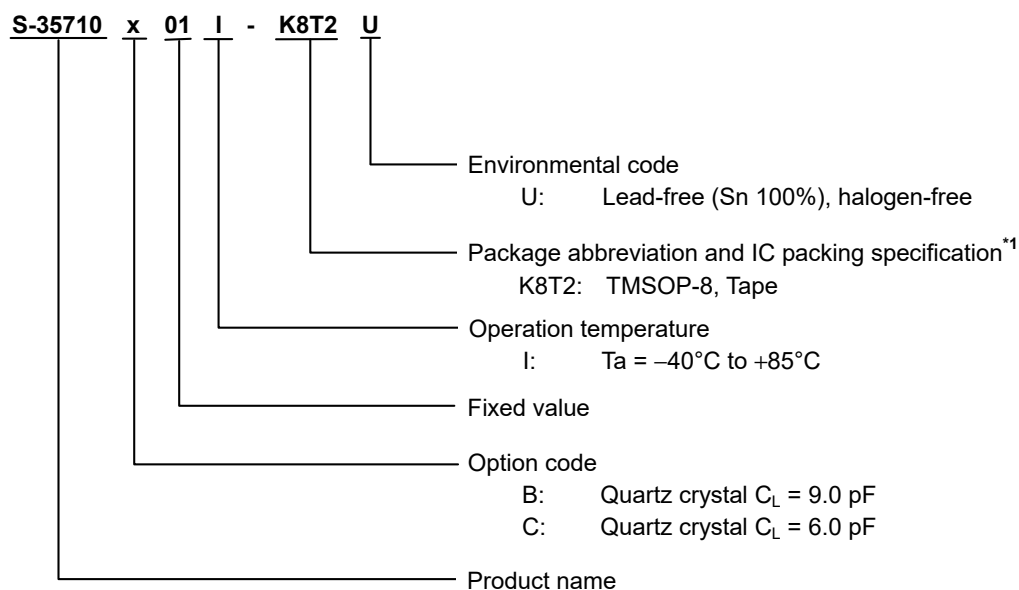 S-35710 x 01 I - K8T2 U
Environmental code
U: Lead-free (Sn 100%), halogen-free
Package abbreviation and IC packing specification*1
K8T2: TMSOP-8, Tape
Operation temperature
I: Ta = −40°C to +85°C
Fixed value
Option code
B: Quartz crystal CL = 9.0 pF
C: Quartz crystal CL = 6.0 pF
Product name